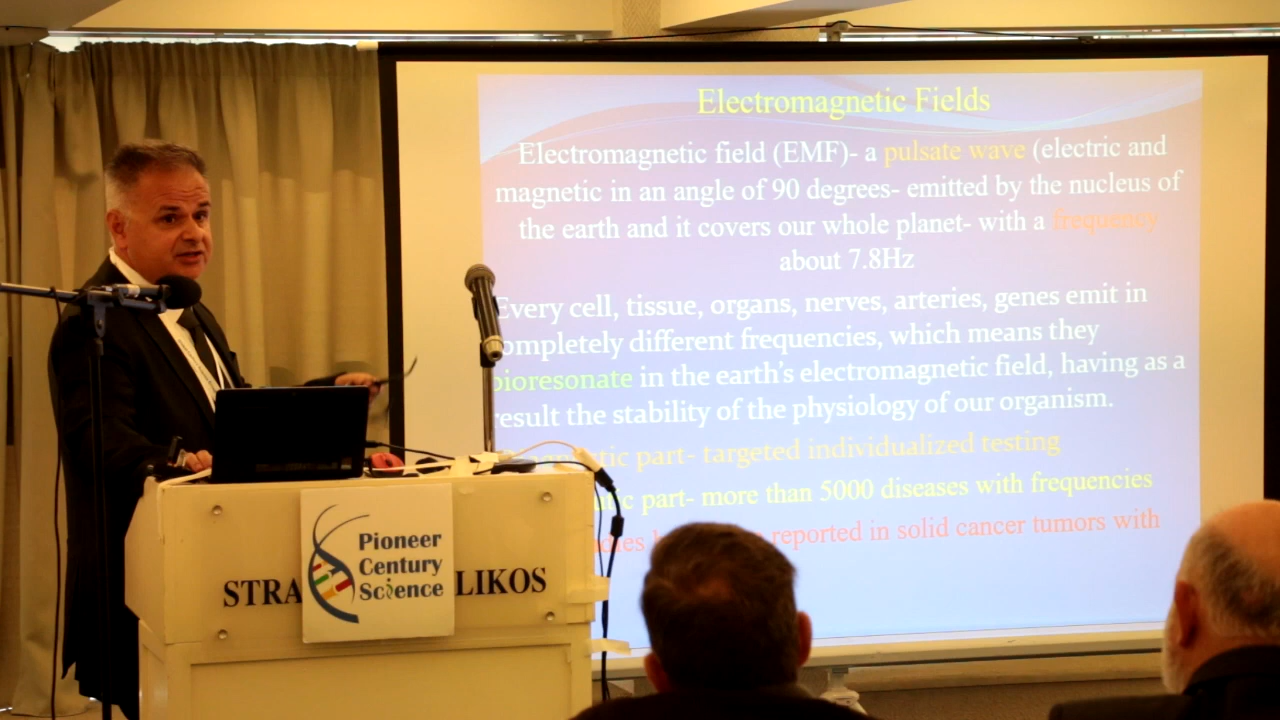 Electromagnetic Fields
Electromagnetic field (EMF)- a pulsate wave (electric and
magnetic in an angle of 90 degrees- emitted by the nucleus of
the earth and it covers our whole planet- with a frequency
about 7.8Hz
Every cell, tissue, organs, nerves, arteries, genes emit in
completely different frequencies, which means they
bioresonate in the earth's electromagnetic field, having as a
result the stability of the physiology of our organism.
part- targeted individualized testing
part- more than 5000 diseases with frequencies
reported in solid cancer tumors with
Pioneer
Century
Science
STRA LIKOS